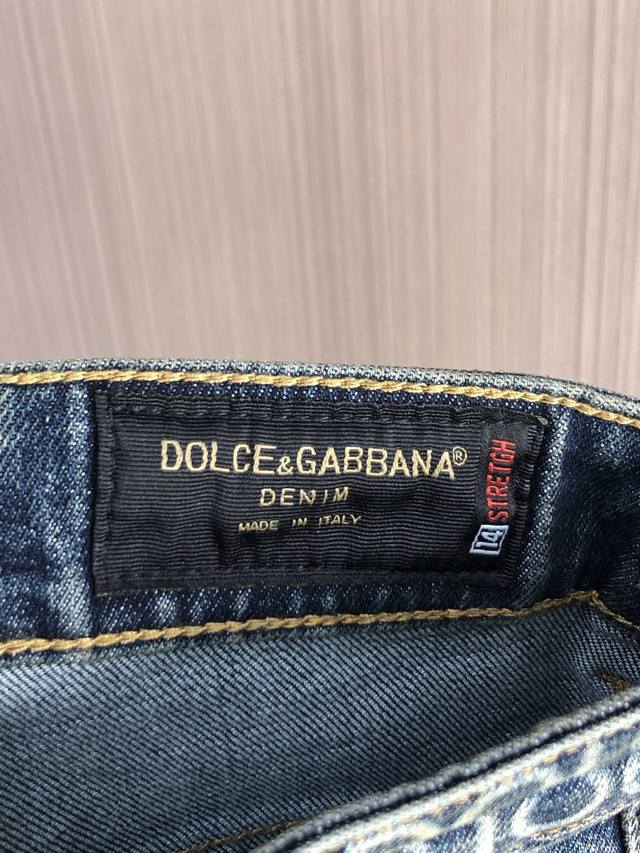 DOLCE&GABBANA®
DENIM
MADE IN ITALY
14 STRETCH